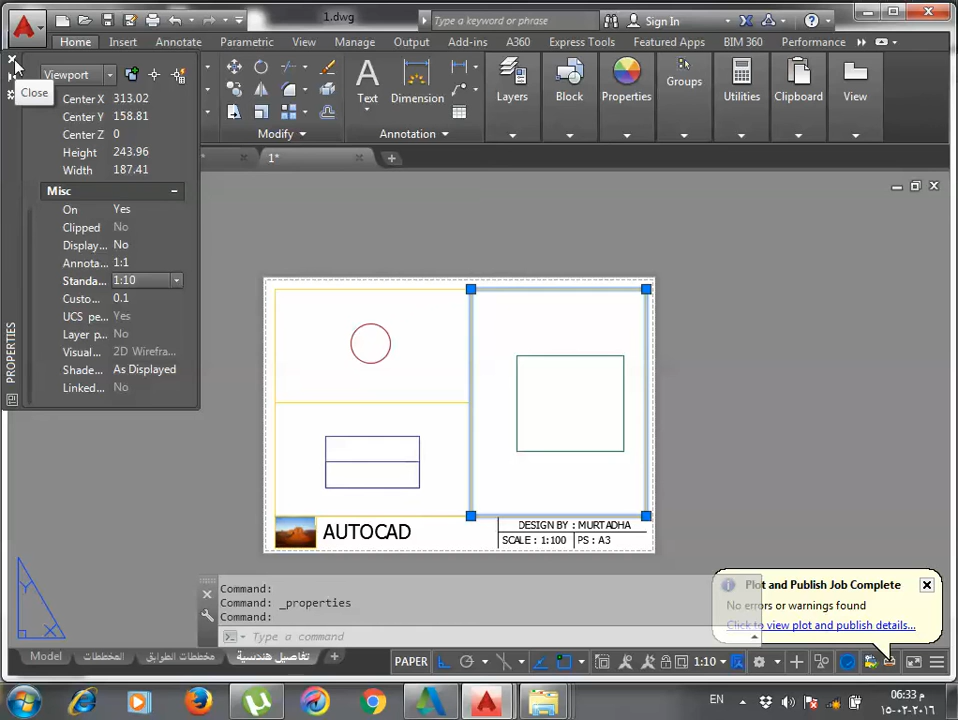 1.dwg
Type a keyword or phrase
Sign In
Home Insert Annotate Parametric View Manage Output Add-ins A360 Express Tools Featured Apps BIM 360 Performance
Close
Viewport
Center X 313.02
Center Y 158.81
Center Z 0
Height 243.96
Width 187.41
Misc
On Yes
Clipped No
Display... No
Annota... 1:1
Standa... 1:10
Custo... 0.1
UCS pe... Yes
Layer p... No
Visual... 2D Wirefra...
Shade... As Displayed
Linked... No
PROPERTIES
Text Dimension Layers Block Properties Groups Utilities Clipboard View
Modify Annotation
1*
AUTOCAD
DESIGN BY : MURTADHA
SCALE : 1:100 PS : A3
Y
X
Command:
Command: _properties
Command:
Type a command
Plot and Publish Job Complete
No errors or warnings found
Click to view plot and publish details...
Model المخططات مخططات الطوابق تفاصيل هندسية
PAPER 1:10
EN
06:33 م
١٥-٠٢-٢٠١٦